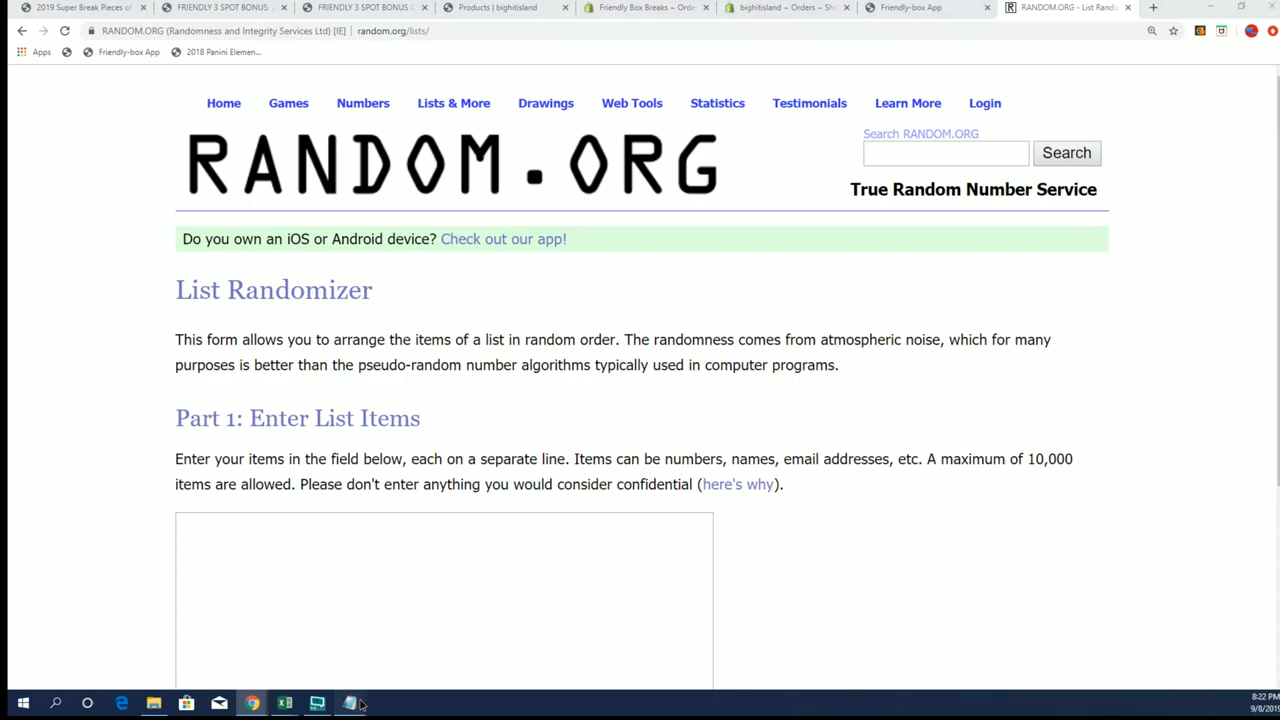 2019 Super Break Pieces of
FRIENDLY 3 SPOT BONUS: 2
FRIENDLY 3 SPOT BONUS C
Products | bighitisland
Friendly Box Breaks ~ Orde
bighitisland ~ Orders ~ Sho
Friendly-box App
RANDOM.ORG - List Rando
RANDOM.ORG (Randomness and Integrity Services Ltd) [IE] | random.org/lists/
Apps
Friendly-box App
2018 Panini Elemen...
Home Games Numbers Lists & More Drawings Web Tools Statistics Testimonials Learn More Login
RANDOM.ORG
Search RANDOM.ORG
Search
True Random Number Service
Do you own an iOS or Android device? Check out our app!
List Randomizer
This form allows you to arrange the items of a list in random order. The randomness comes from atmospheric noise, which for many
purposes is better than the pseudo-random number algorithms typically used in computer programs.
Part 1: Enter List Items
Enter your items in the field below, each on a separate line. Items can be numbers, names, email addresses, etc. A maximum of 10,000
items are allowed. Please don't enter anything you would consider confidential (here's why).
8:22 PM
9/8/2019